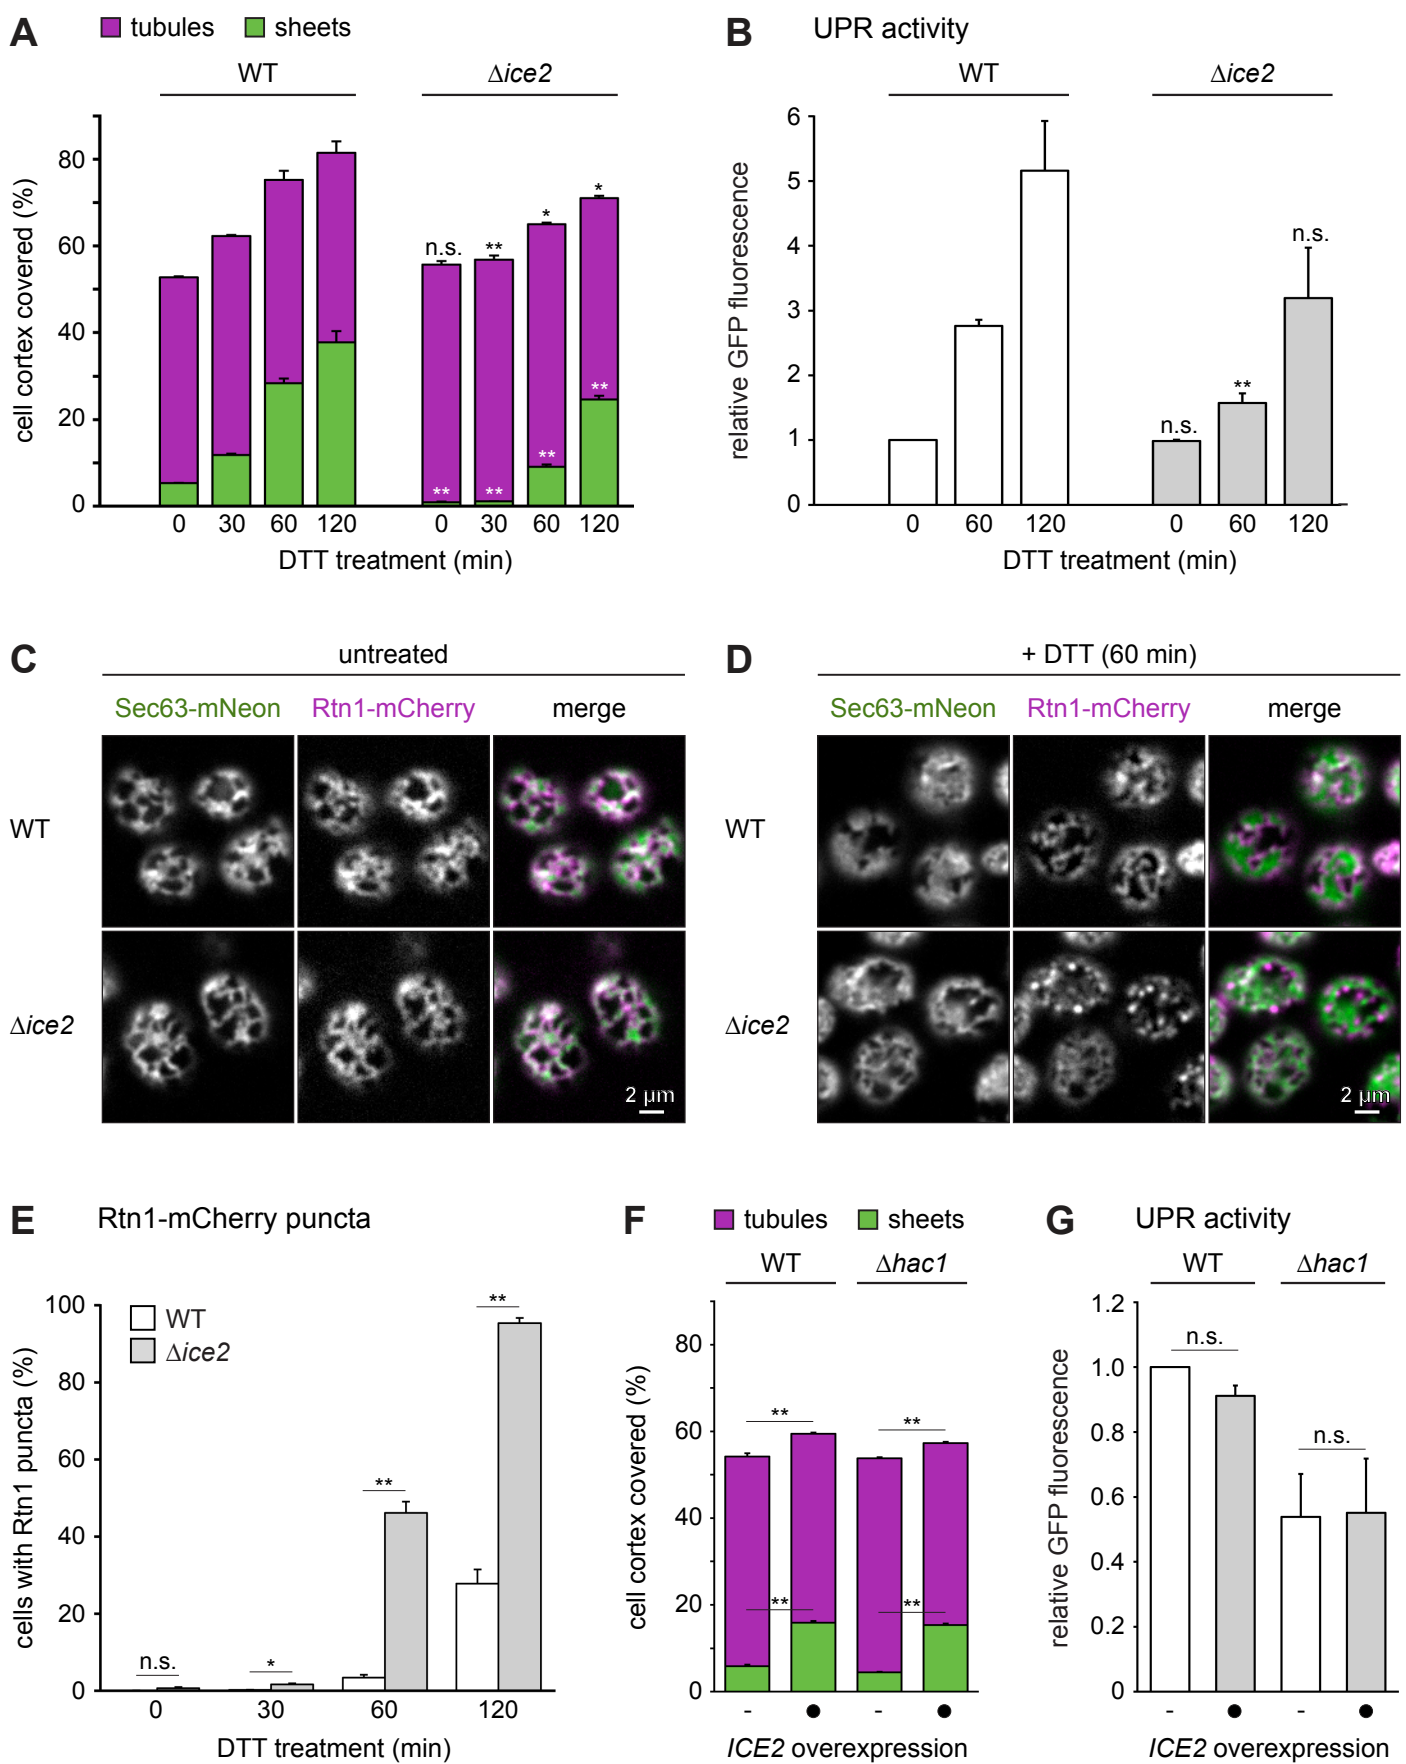 A
tubules sheets
WT Δice2
cell cortex covered (%)
80
60
40
20
0
n.s. ** * *
** ** ** **
0 30 60 120 0 30 60 120
DTT treatment (min)
B UPR activity
WT Δice2
relative GFP fluorescence
6
5
4
3
2
1
0
n.s. ** n.s.
0 60 120 0 60 120
DTT treatment (min)
C untreated
Sec63-mNeon Rtn1-mCherry merge
WT
Δice2
2 µm
D + DTT (60 min)
Sec63-mNeon Rtn1-mCherry merge
WT
Δice2
2 µm
E Rtn1-mCherry puncta
WT
Δice2
cells with Rtn1 puncta (%)
100
80
60
40
20
0
n.s. * ** **
0 30 60 120
DTT treatment (min)
F tubules sheets
WT Δhac1
cell cortex covered (%)
80
60
40
20
0
** **
** **
- ● - ●
ICE2 overexpression
G UPR activity
WT Δhac1
relative GFP fluorescence
1.2
1.0
0.8
0.6
0.4
0.2
0
n.s. n.s.
- ● - ●
ICE2 overexpression